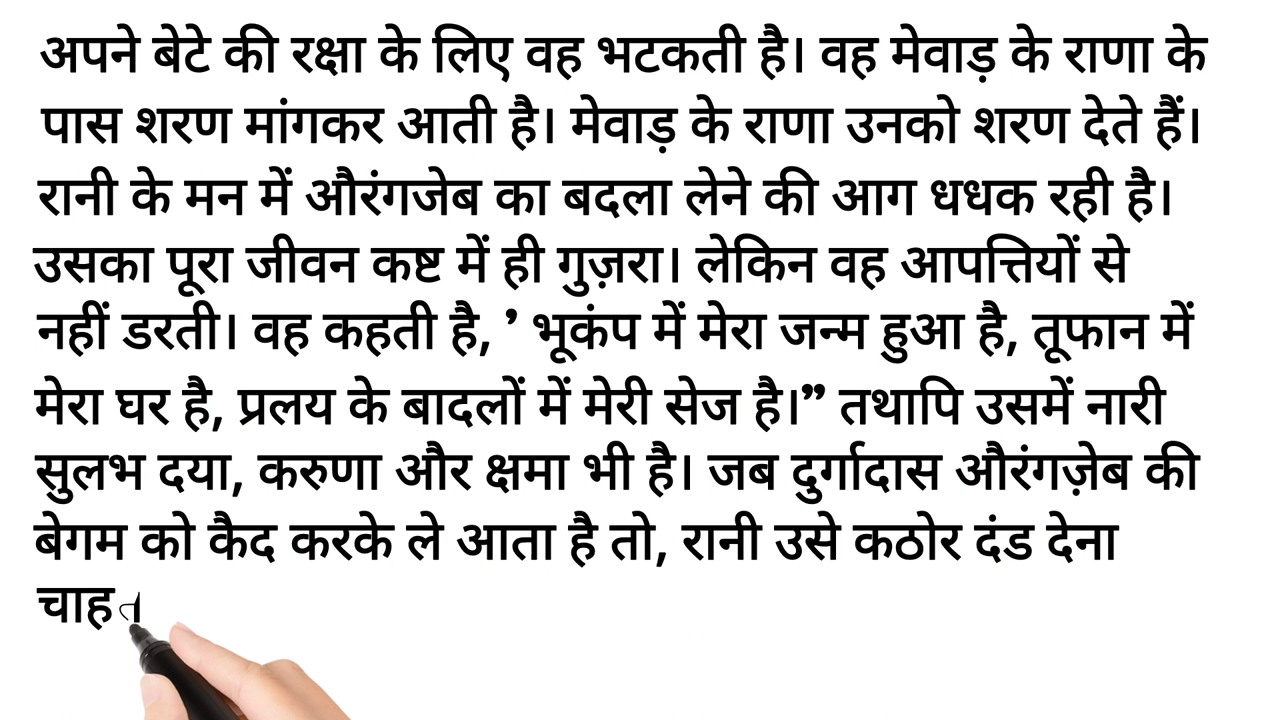 अपने बेटे की रक्षा के लिए वह भटकती है। वह मेवाड़ के राणा के
पास शरण मांगकर आती है। मेवाड़ के राणा उनको शरण देते हैं।
रानी के मन में औरंगजेब का बदला लेने की आग धधक रही है।
उसका पूरा जीवन कष्ट में ही गुज़रा। लेकिन वह आपत्तियों से
नहीं डरती। वह कहती है, ’ भूकंप में मेरा जन्म हुआ है, तूफान में
मेरा घर है, प्रलय के बादलों में मेरी सेज है।” तथापि उसमें नारी
सुलभ दया, करुणा और क्षमा भी है। जब दुर्गादास औरंगज़ेब की
बेगम को कैद करके ले आता है तो, रानी उसे कठोर दंड देना
चाहत